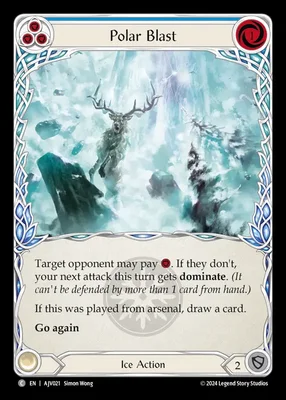 Polar Blast
Target opponent may pay . If they don't,
your next attack this turn gets dominate. (It
can't be defended by more than 1 card from hand.)
If this was played from arsenal, draw a card.
Go again
Ice Action
2
C EN | AJV021 Simon Wong
© 2024 Legend Story Studios